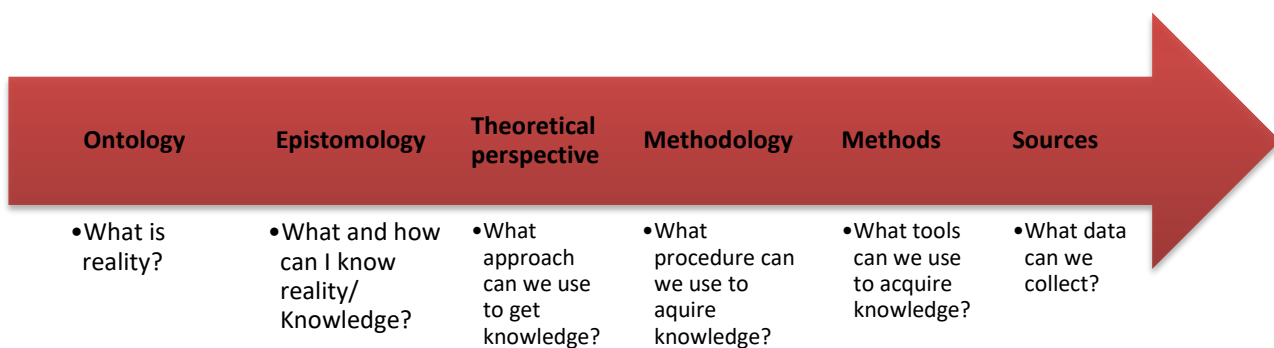 Ontology
Epistomology
Theoretical
perspective
Methodology
Methods
Sources
•What is
reality?
•What and how
can I know
reality/
Knowledge?
•What
approach
can we use
to get
knowledge?
•What
procedure can
we use to
aquire
knowledge?
•What tools
can we use
to acquire
knowledge?
•What data
can we
collect?